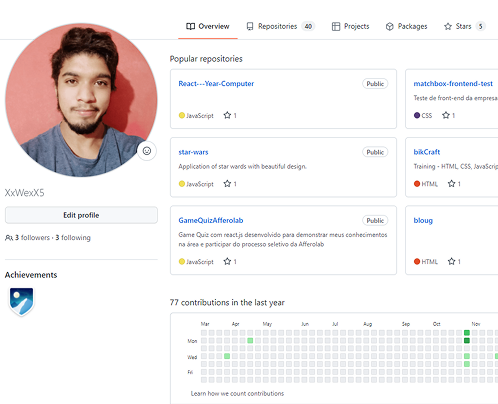 Overview
Repositories 40
Projects
Packages
Stars 5
XxWexX5
Edit profile
3 followers · 3 following
Achievements
Popular repositories
React---Year-Computer
Public
JavaScript
1
matchbox-frontend-test
Teste de front-end da empresa
CSS
1
star-wars
Public
Application of star wards with beautiful design.
JavaScript
1
bikCraft
Training - HTML, CSS, JavaScrip
HTML
1
GameQuizAfferolab
Public
Game Quiz com react.js desenvolvido para demonstrar meus conhecimentos
na área e participar do processo seletivo da Afferolab
JavaScript
1
bloug
HTML
1
77 contributions in the last year
Mar Apr May Jun Jul Aug Sep Oct Nov
Mon
Wed
Fri
Learn how we count contributions